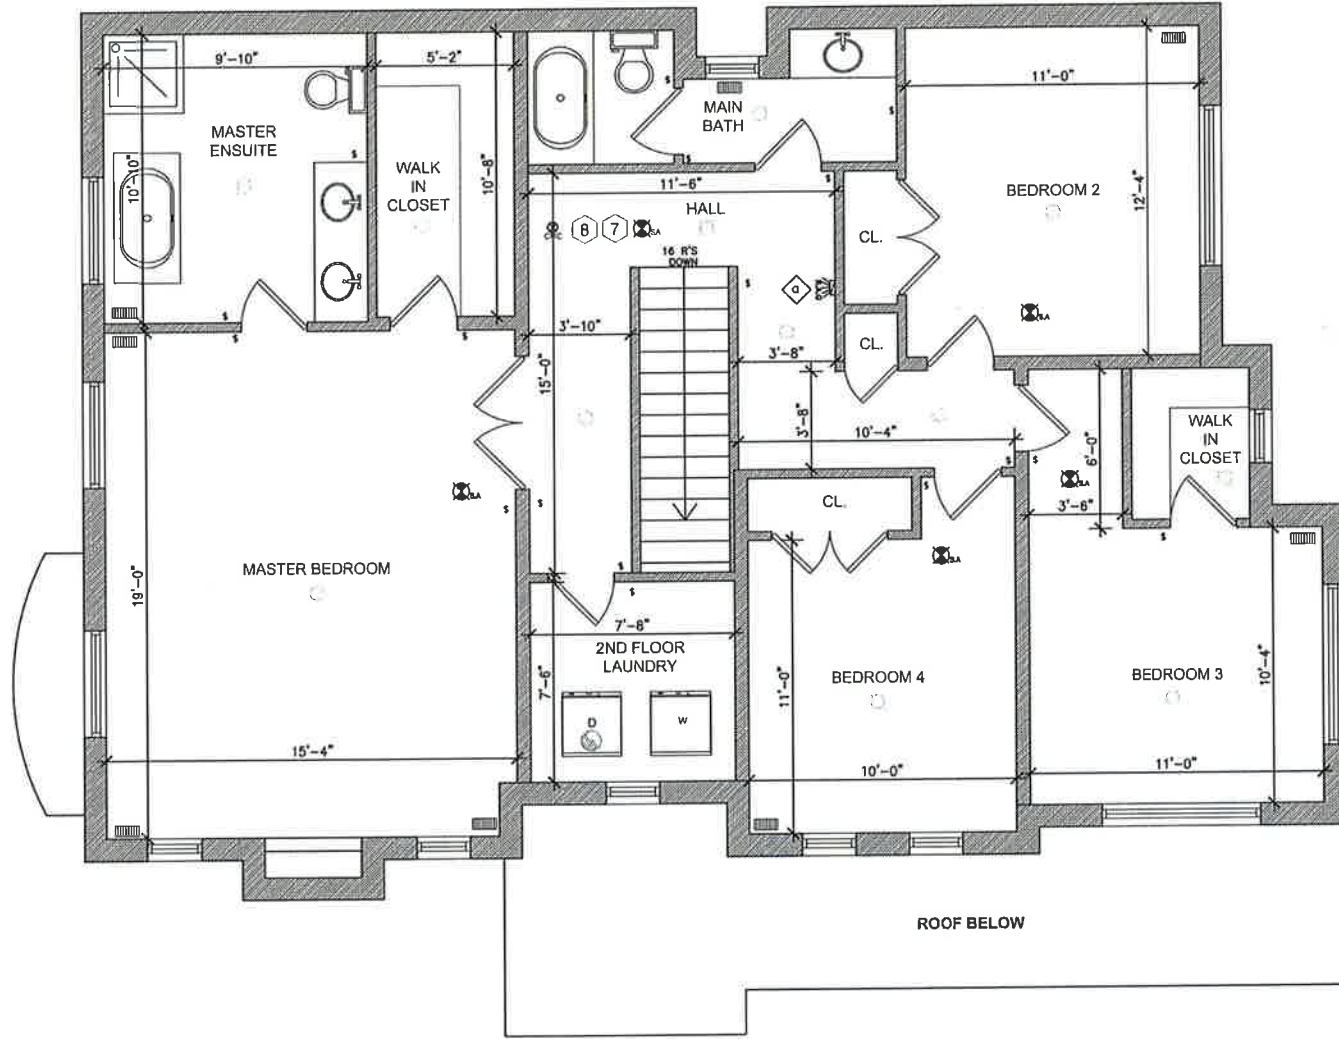 9'-10"
5'-2"
11'-0"
MAIN
BATH
MASTER
ENSUITE
10'-10"
WALK
IN
CLOSET
10'-8"
11'-6"
HALL
BEDROOM 2
12'-4"
8
7
S.A
CL.
16 R'S
DOWN
a
S.A
3'-10"
15'-0"
3'-8"
CL.
3'-8"
10'-4"
6'-0"
WALK
IN
CLOSET
S.A
S.A
3'-6"
CL.
S.A
MASTER BEDROOM
19'-0"
7'-8"
2ND FLOOR
LAUNDRY
7'-6"
D
W
BEDROOM 4
11'-0"
BEDROOM 3
10'-4"
15'-4"
10'-0"
11'-0"
ROOF BELOW